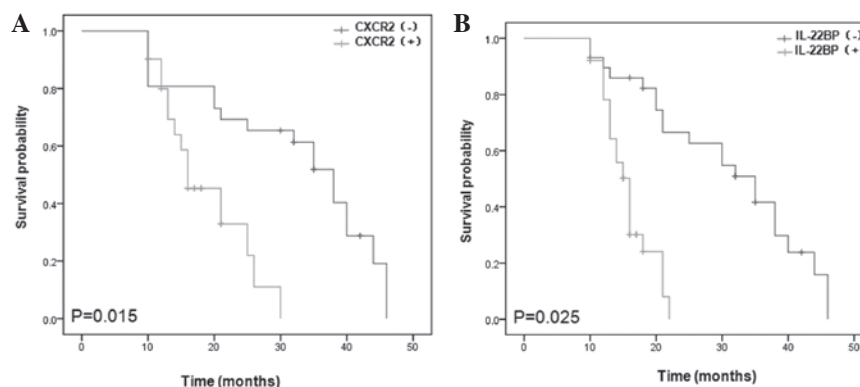 A
CXCR2 (-)
CXCR2 (+)
Survival probability
1.0
0.8
0.6
0.4
0.2
0.0
P=0.015
0
10
20
30
40
50
Time (months)
B
IL-22BP (-)
IL-22BP (+
Survival probability
1.0
0.8
0.6
0.4
0.2
0.0
P=0.025
0
10
20
30
40
50
Time (months)